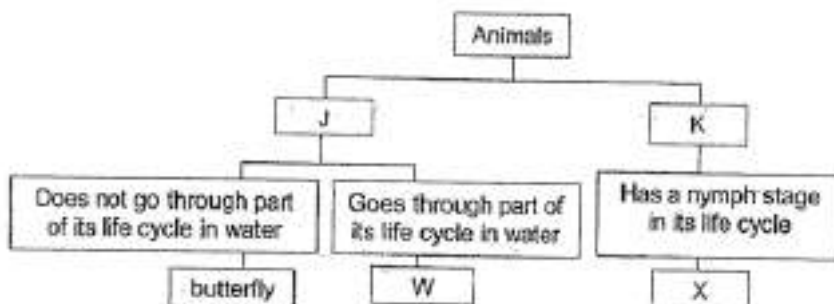 Animals
J
K
Does not go through part
of its life cycle in water
Goes through part of
its life cycle in water
Has a nymph stage
in its life cycle
butterfly
W
X